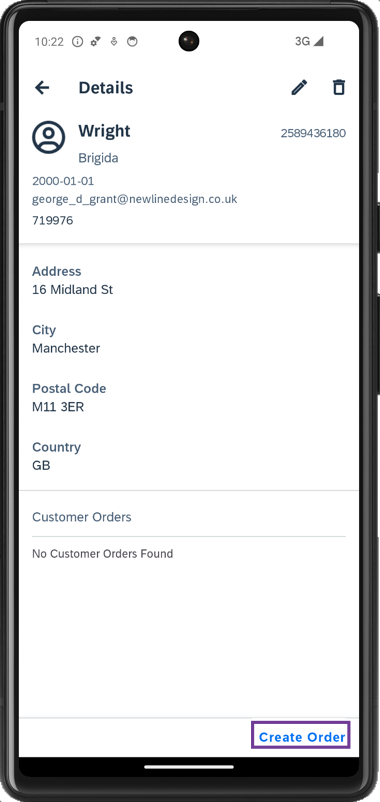 10:22 3G
Details
Wright 2589436180
Brigida
2000-01-01
george_d_grant@newlinedesign.co.uk
719976
Address
16 Midland St
City
Manchester
Postal Code
M11 3ER
Country
GB
Customer Orders
No Customer Orders Found
Create Order